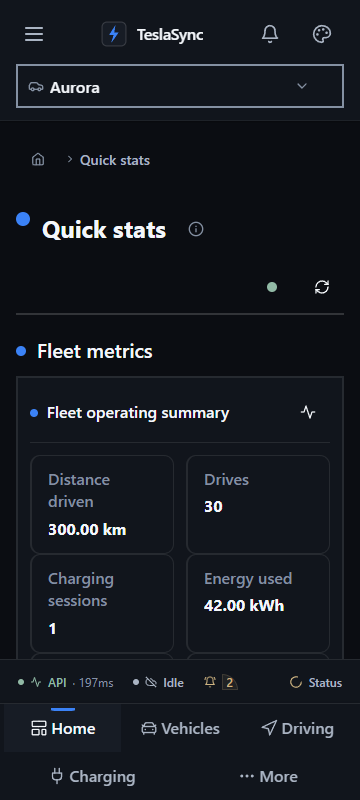 TeslaSync
Aurora
Quick stats
Quick stats
Fleet metrics
Fleet operating summary
Distance driven
300.00 km
Drives
30
Charging sessions
1
Energy used
42.00 kWh
API · 197ms
Idle
2
Status
Home
Vehicles
Driving
Charging
More